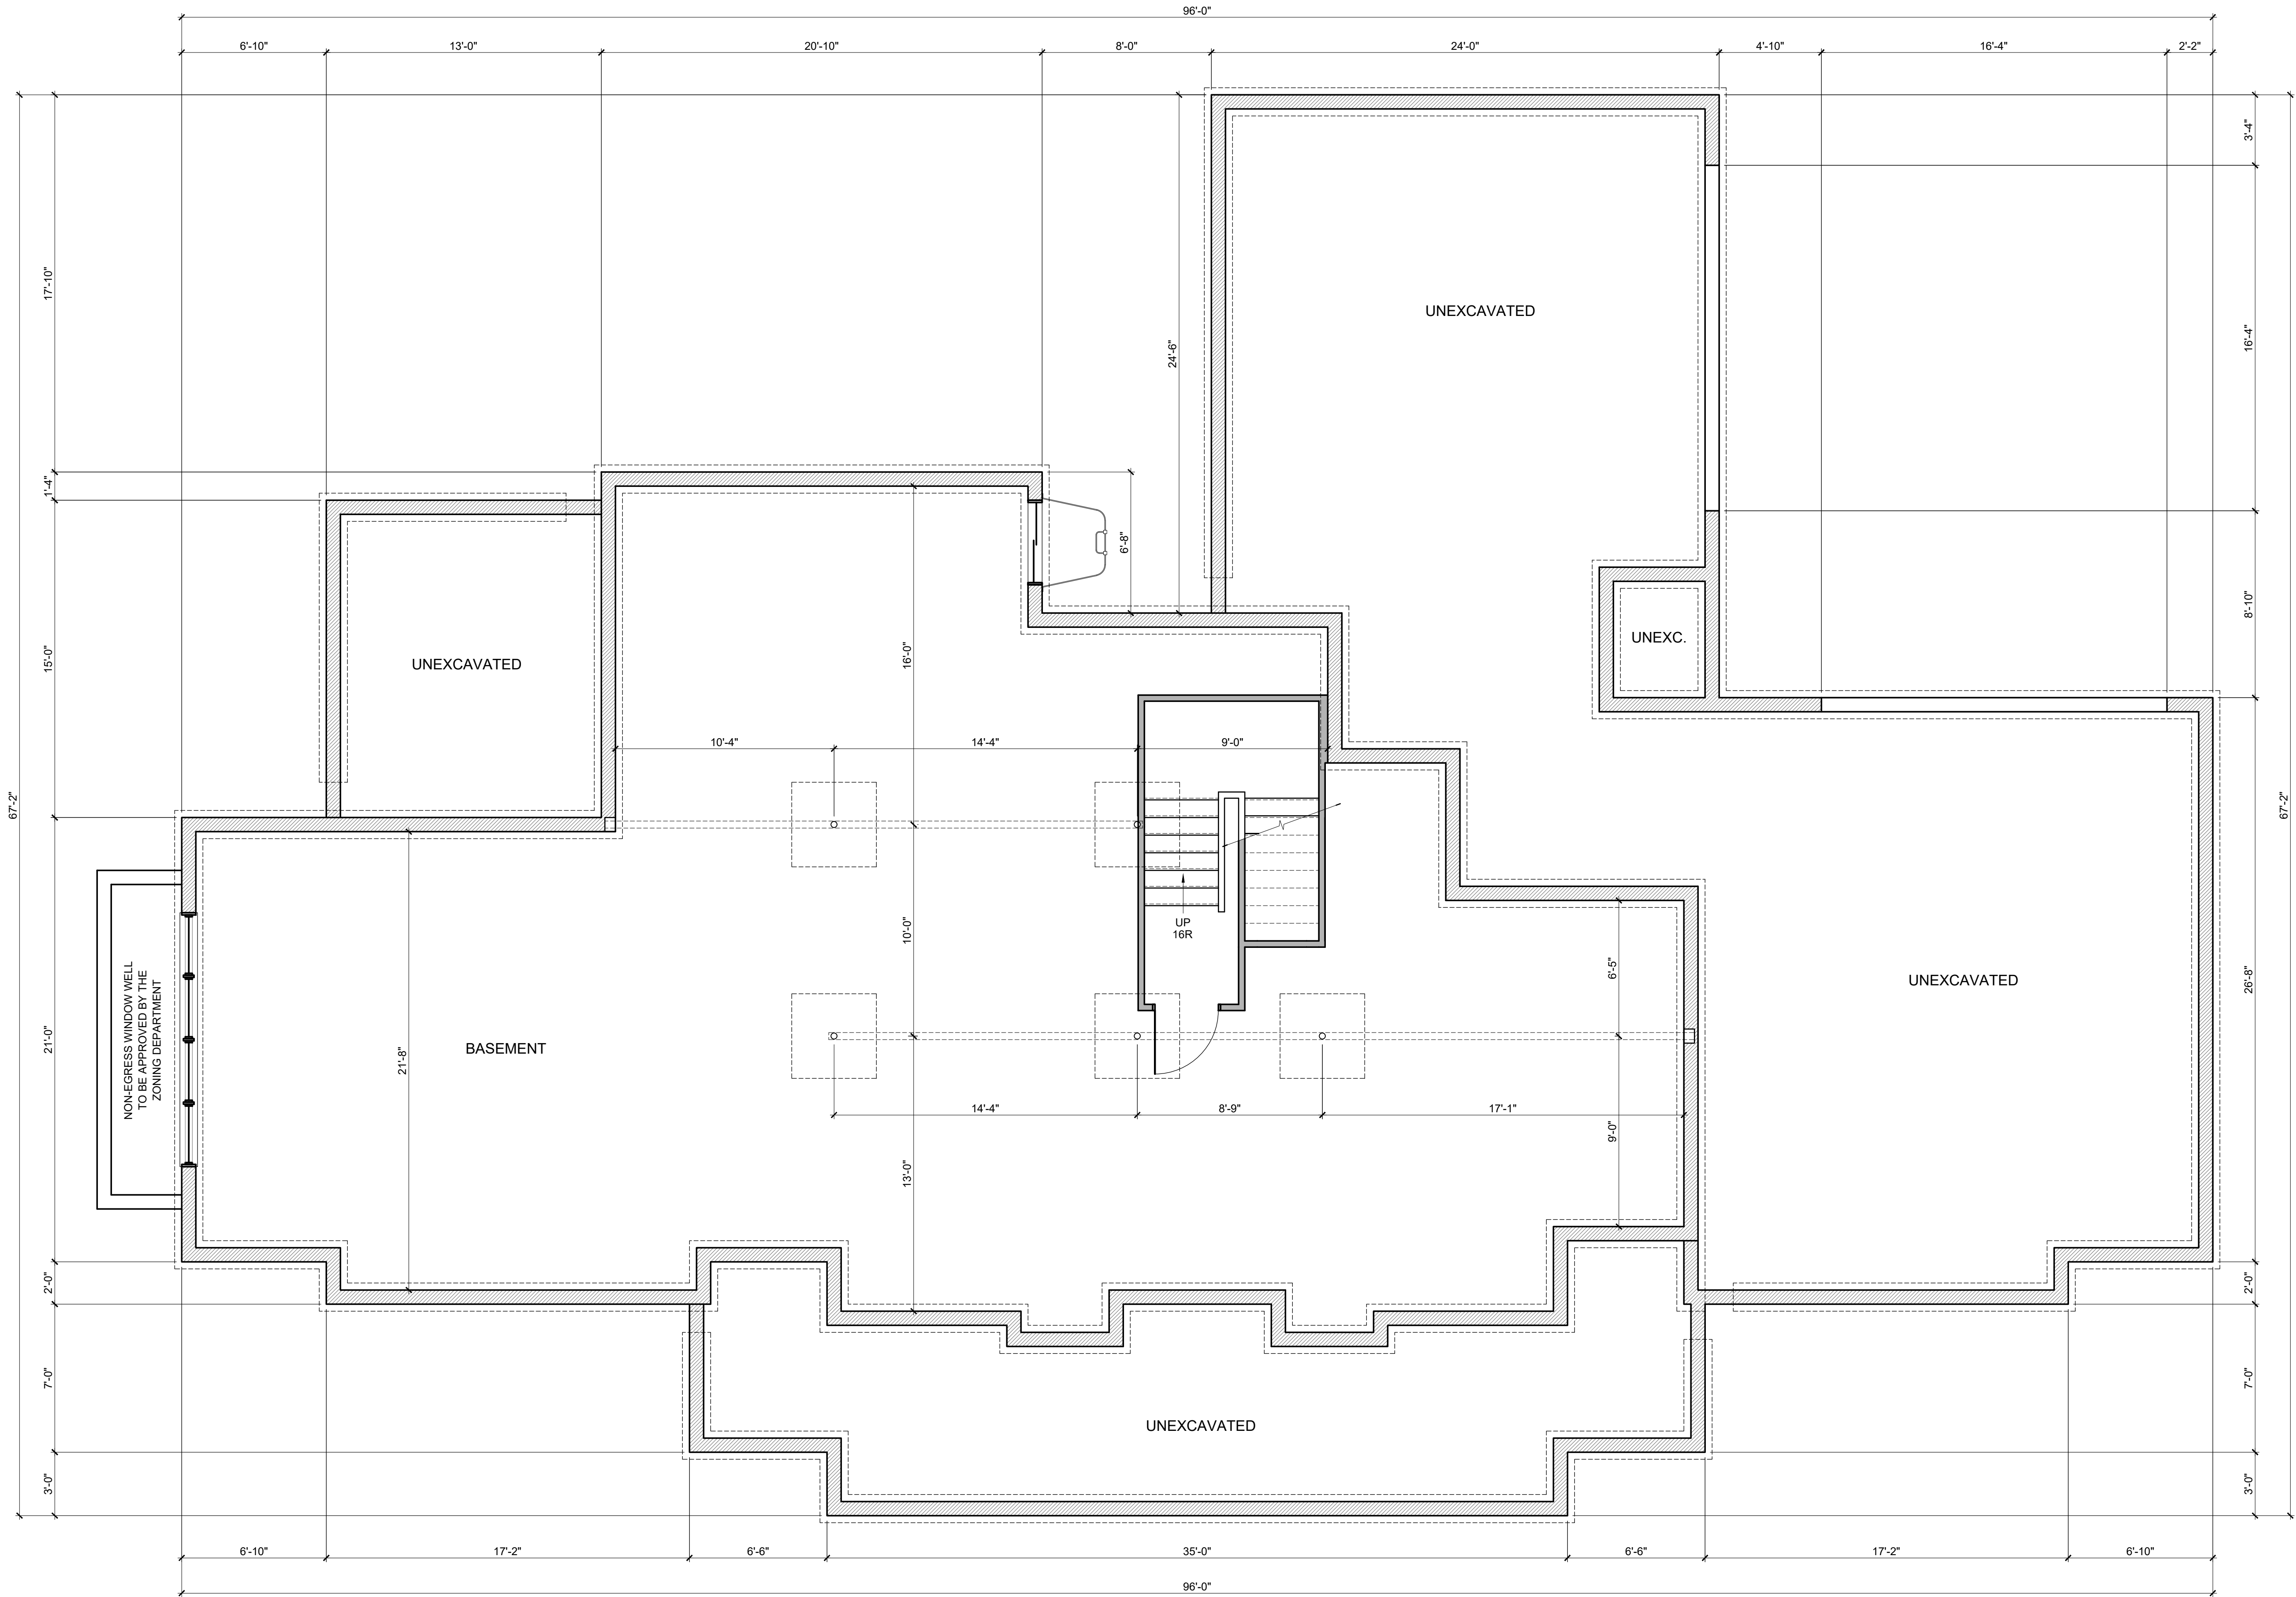 96'-0"
6'-10" 13'-0" 20'-10" 8'-0" 24'-0" 4'-10" 16'-4" 2'-2"
67'-2"
17'-10"
1'-4"
15'-0"
21'-0"
2'-0"
7'-0"
3'-0"
24'-6"
6'-8"
UNEXCAVATED
UNEXCAVATED
UNEXC.
16'-0"
10'-4" 14'-4" 9'-0"
10'-0"
UP
16R
6'-5"
UNEXCAVATED
NON-EGRESS WINDOW WELL
TO BE APPROVED BY THE
ZONING DEPARTMENT
BASEMENT
21'-8"
14'-4" 8'-9" 17'-1"
9'-0"
13'-0"
UNEXCAVATED
3'-4"
16'-4"
8'-10"
26'-8"
2'-0"
7'-0"
3'-0"
67'-2"
6'-10" 17'-2" 6'-6" 35'-0" 6'-6" 17'-2" 6'-10"
96'-0"